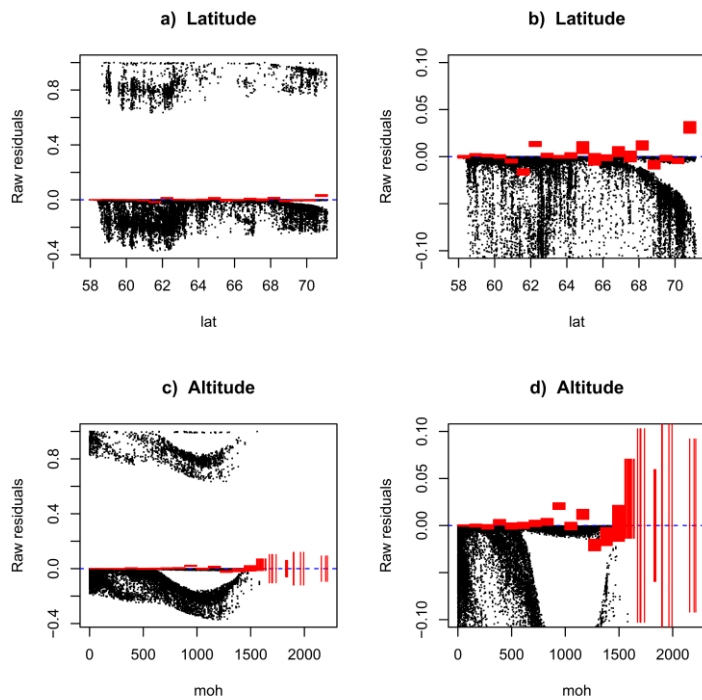 a) Latitude
Raw residuals
0.8
0.4
0.0
−0.4
58 60 62 64 66 68 70
lat
b) Latitude
Raw residuals
0.10
0.05
0.00
−0.10
58 60 62 64 66 68 70
lat
c) Altitude
Raw residuals
0.8
0.4
0.0
−0.4
0 500 1000 1500 2000
moh
d) Altitude
Raw residuals
0.10
0.05
0.00
−0.10
0 500 1000 1500 2000
moh